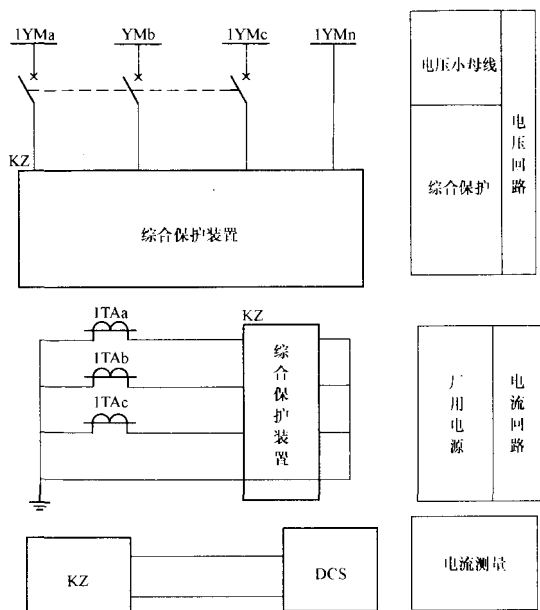 1YMa YMb 1YMc 1YMn
KZ
综合保护装置
电压小母线
综合保护
电压回路
1TAa
1TAb
1TAc
KZ
综合保护装置
厂用电源
电流回路
KZ
DCS
电流测量